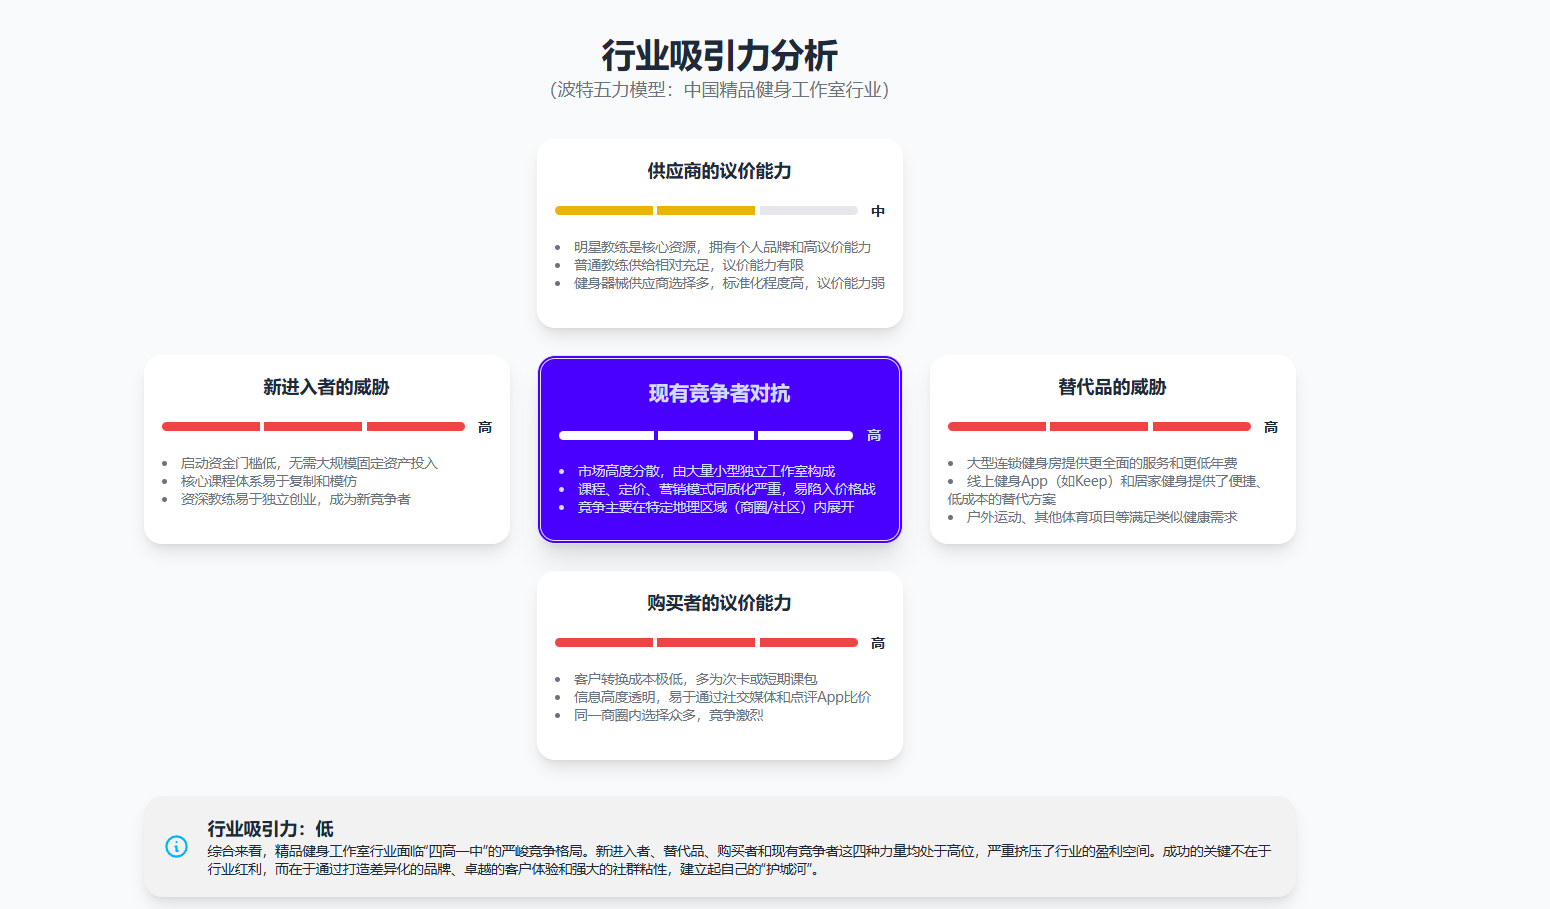 行业吸引力分析
（波特五力模型：中国精品健身工作室行业）
供应商的议价能力
中
明星教练是核心资源，拥有个人品牌和高议价能力
普通教练供给相对充足，议价能力有限
健身器械供应商选择多，标准化程度高，议价能力弱
新进入者的威胁
高
启动资金门槛低，无需大规模固定资产投入
核心课程体系易于复制和模仿
资深教练易于独立创业，成为新竞争者
现有竞争者对抗
高
市场高度分散，由大量小型独立工作室构成
课程、定价、营销模式同质化严重，易陷入价格战
竞争主要在特定地理区域（商圈/社区）内展开
替代品的威胁
高
大型连锁健身房提供更全面的服务和更低年费
线上健身App（如Keep）和居家健身提供了便捷、
低成本的替代方案
户外运动、其他体育项目等满足类似健康需求
购买者的议价能力
高
客户转换成本极低，多为次卡或短期课包
信息高度透明，易于通过社交媒体和点评App比价
同一商圈内选择众多，竞争激烈
行业吸引力：低
综合来看，精品健身工作室行业面临“四高一中”的严峻竞争格局。新进入者、替代品、购买者和现有竞争者这四种力量均处于高位，严重挤压了行业的盈利空间。成功的关键不在于
行业红利，而在于通过打造差异化的品牌、卓越的客户体验和强大的社群粘性，建立起自己的“护城河”。